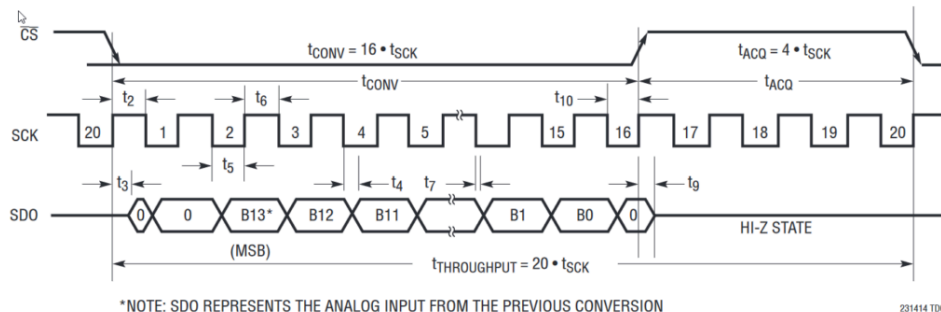 CS
tCONV = 16 • tSCK
tACQ = 4 • tSCK
tCONV
tACQ
t2
t6
t10
SCK
20
1
2
3
4
5
15
16
17
18
19
20
t5
t3
t4
t7
t9
SDO
0
0
B13*
B12
B11
B1
B0
0
HI-Z STATE
(MSB)
tTHROUGHPUT = 20 • tSCK
*NOTE: SDO REPRESENTS THE ANALOG INPUT FROM THE PREVIOUS CONVERSION